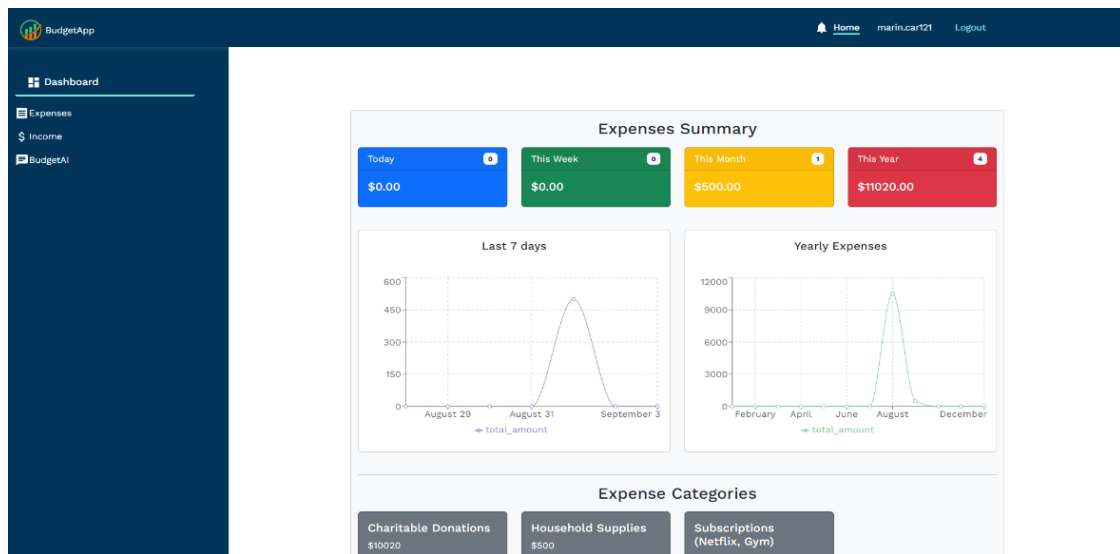 BudgetApp
Home marin.car121 Logout
Dashboard
Expenses
Income
BudgetAI
Expenses Summary
Today 0
$0.00
This Week 0
$0.00
This Month 1
$500.00
This Year 4
$11020.00
Last 7 days
600
450
300
150
0
August 29 August 31 September 3
total_amount
Yearly Expenses
12000
9000
6000
3000
0
February April June August December
total_amount
Expense Categories
Charitable Donations
$10020
Household Supplies
$500
Subscriptions
(Netflix, Gym)